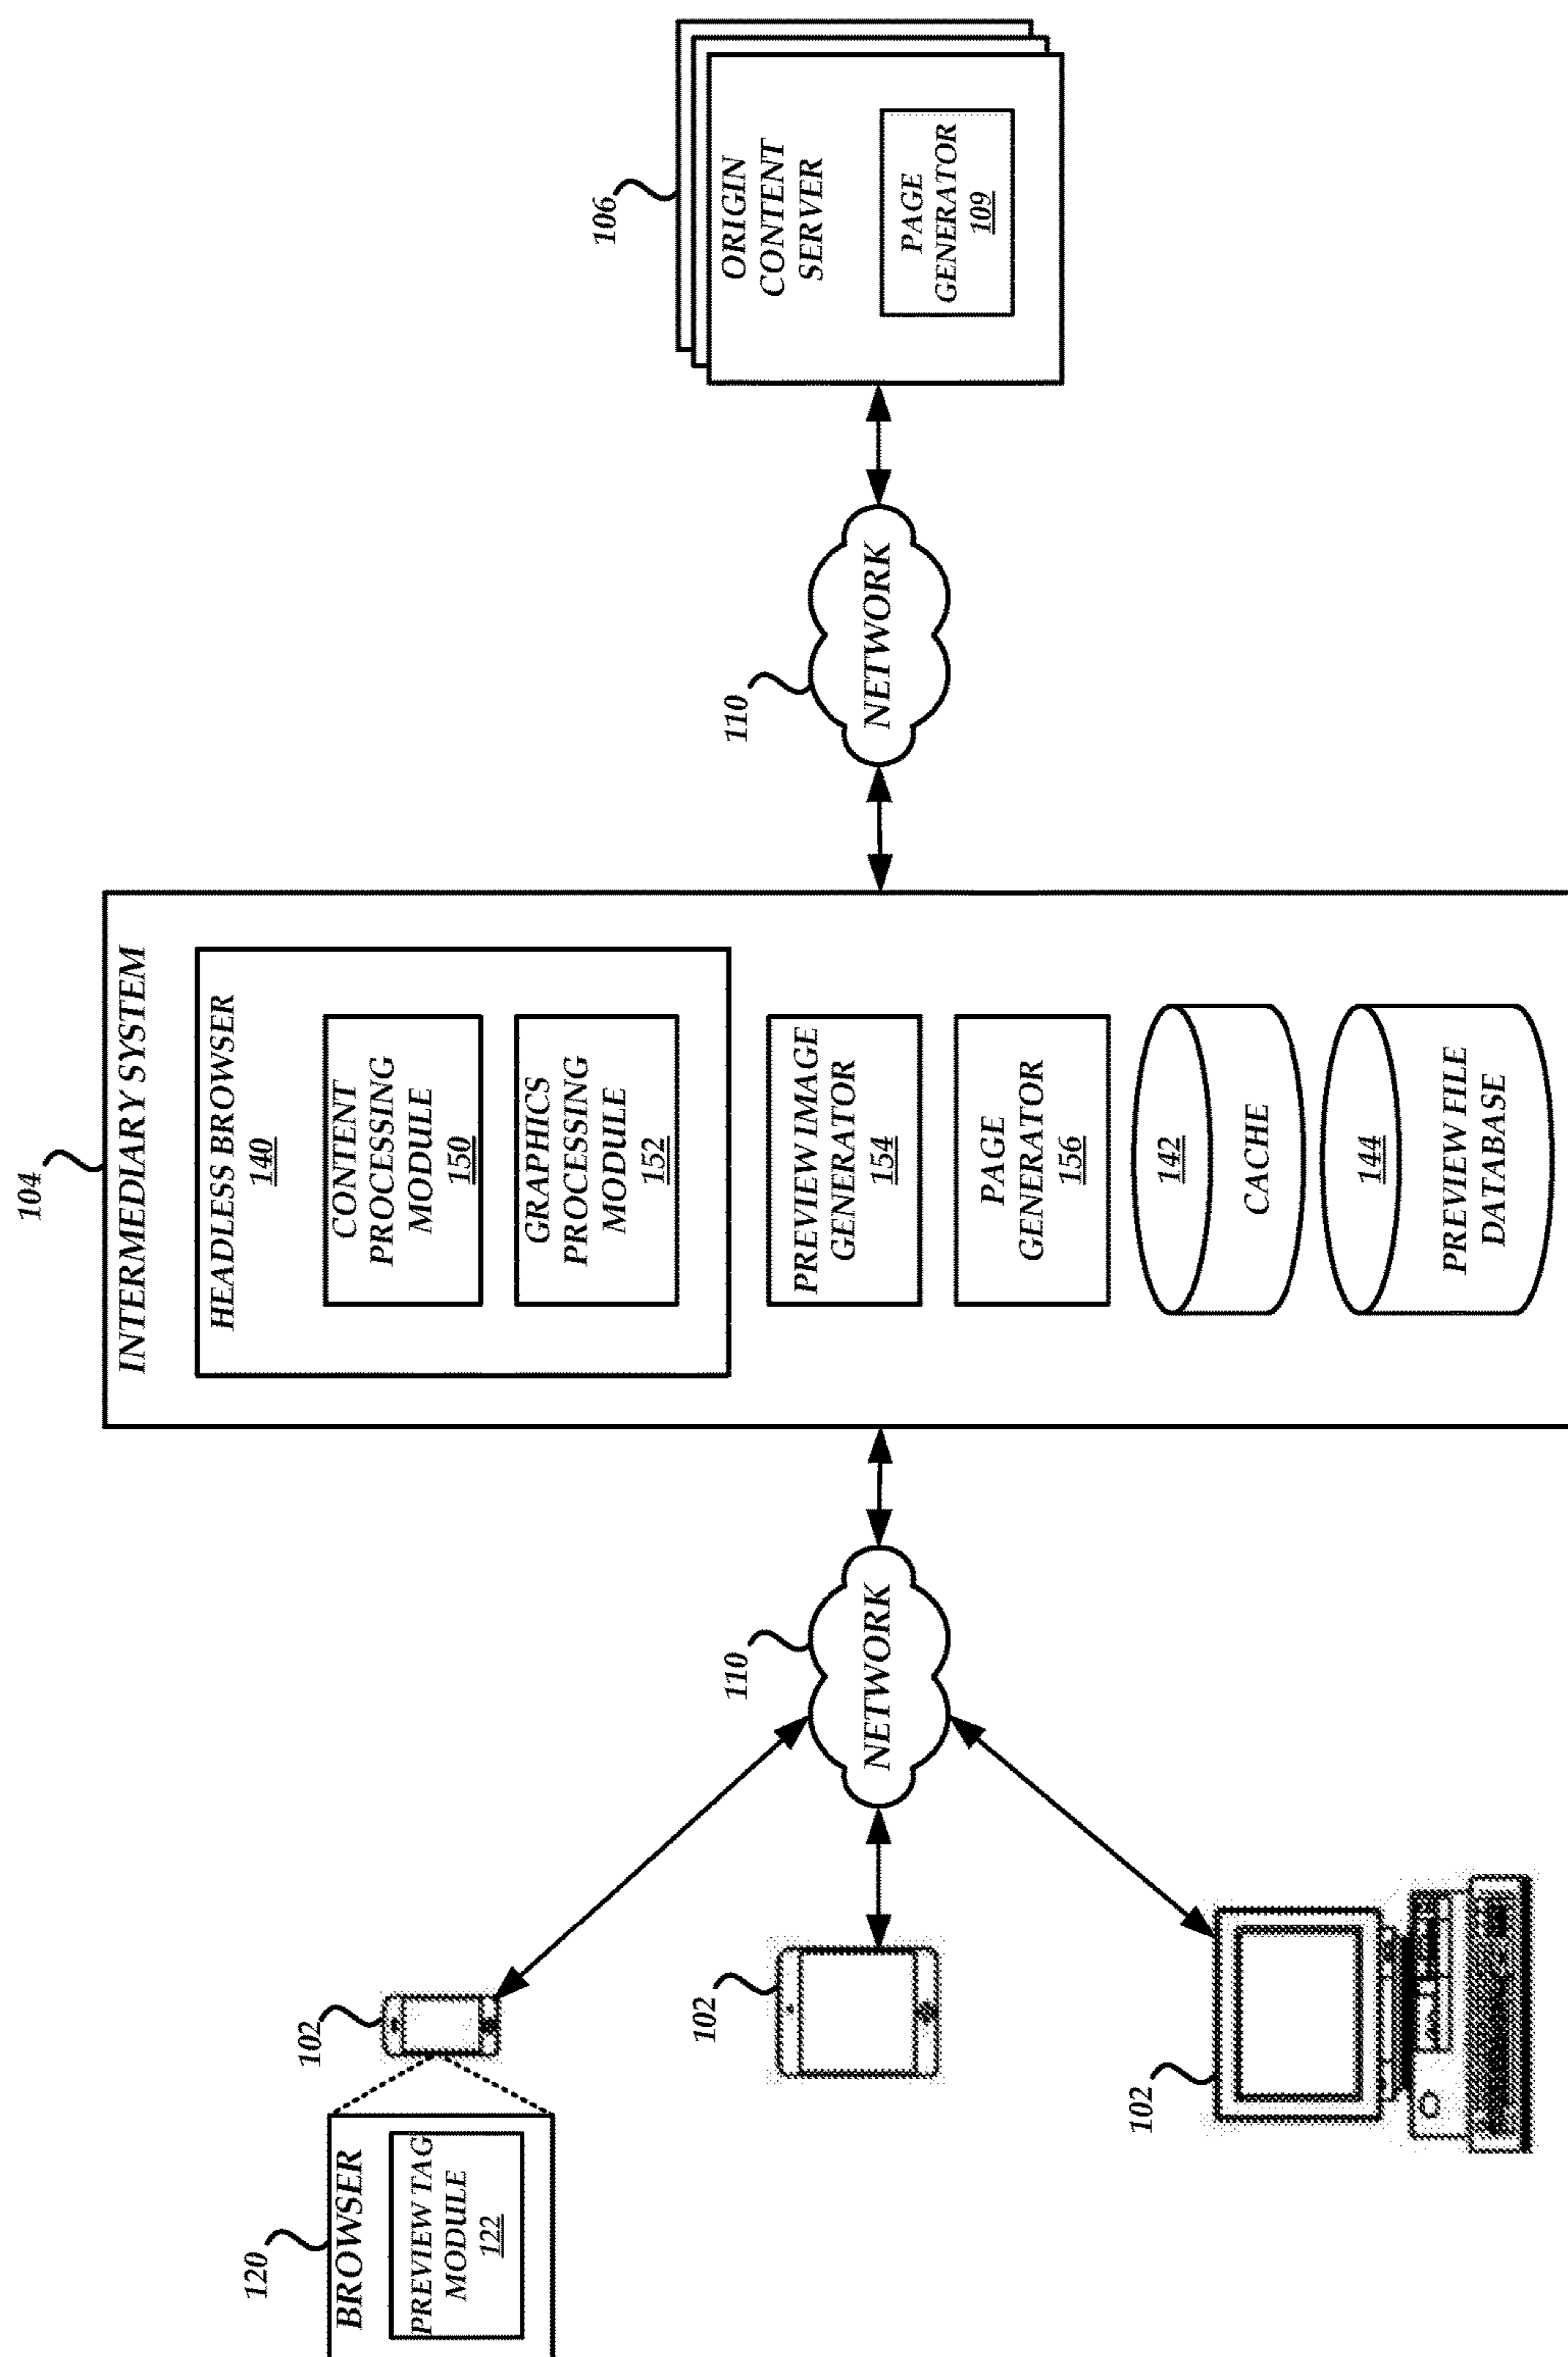 120
BROWSER
PREVIEW TAG
MODULE
122
102
102
102
110
NETWORK
104
INTERMEDIARY SYSTEM
HEADLESS BROWSER
140
CONTENT
PROCESSING
MODULE
150
GRAPHICS
PROCESSING
MODULE
152
PREVIEW IMAGE
GENERATOR
154
PAGE
GENERATOR
156
142
CACHE
144
PREVIEW FILE
DATABASE
110
NETWORK
106
ORIGIN
CONTENT
SERVER
PAGE
GENERATOR
109